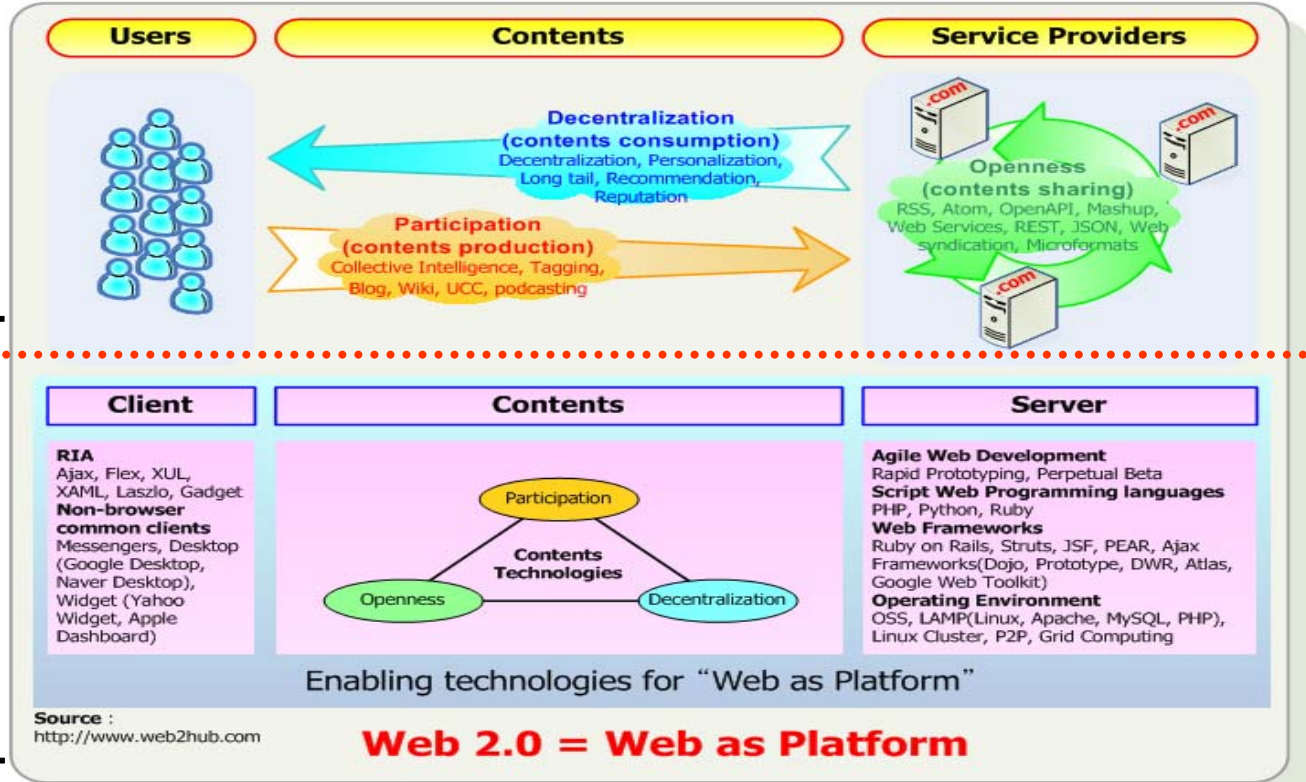 Users
Contents
Service Providers
Decentralization
(contents consumption)
Decentralization, Personalization,
Long tail, Recommendation,
Reputation
Participation
(contents production)
Collective Intelligence, Tagging,
Blog, Wiki, UCC, podcasting
.com
.com
Openness
(contents sharing)
RSS, Atom, OpenAPI, Mashup,
Web Services, REST, JSON, Web
syndication, Microformats
.com
Client
Contents
Server
RIA
Ajax, Flex, XUL,
XAML, Laszlo, Gadget
Non-browser
common clients
Messengers, Desktop
(Google Desktop,
Naver Desktop),
Widget (Yahoo
Widget, Apple
Dashboard)
Participation
Contents
Technologies
Openness
Decentralization
Agile Web Development
Rapid Prototyping, Perpetual Beta
Script Web Programming languages
PHP, Python, Ruby
Web Frameworks
Ruby on Rails, Struts, JSF, PEAR, Ajax
Frameworks(Dojo, Prototype, DWR, Atlas,
Google Web Toolkit)
Operating Environment
OSS, LAMP(Linux, Apache, MySQL, PHP),
Linux Cluster, P2P, Grid Computing
Enabling technologies for “Web as Platform”
Source :
http://www.web2hub.com
Web 2.0 = Web as Platform